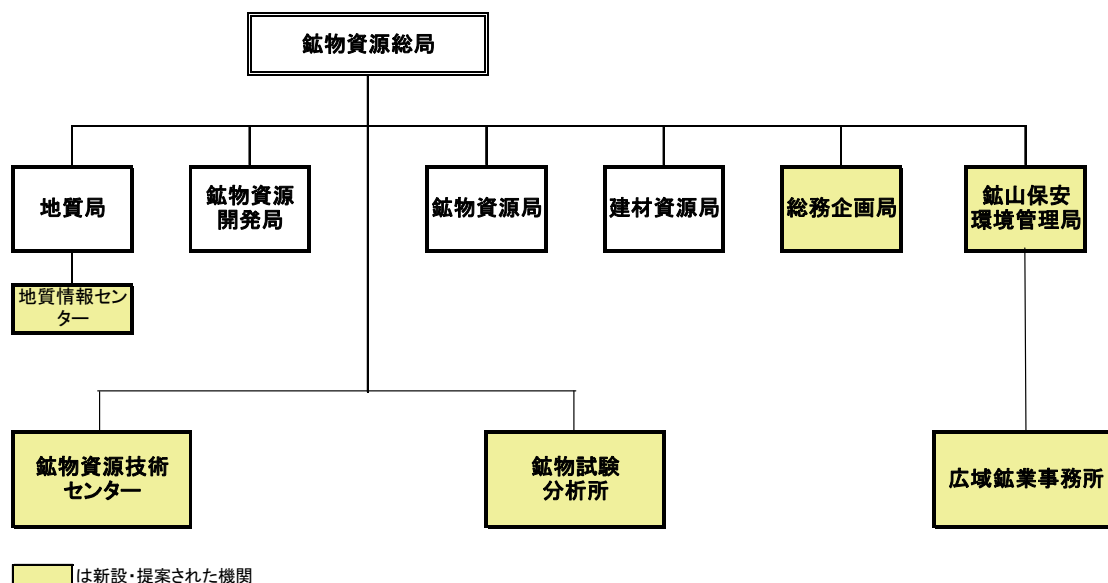 鉱物資源総局
地質局
鉱物資源
開発局
鉱物資源局
建材資源局
総務企画局
鉱山保安
環境管理局
地質情報セン
ター
鉱物資源技術
センター
鉱物試験
分析所
広域鉱業事務所
は新設・提案された機関